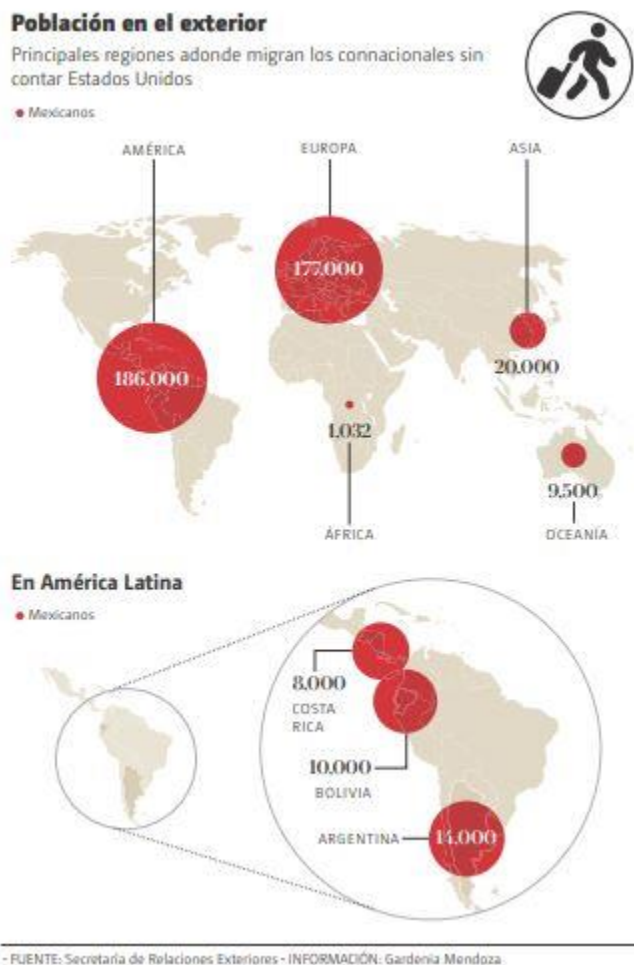 Población en el exterior
Principales regiones adonde migran los connacionales sin
contar Estados Unidos
Mexicanos
AMÉRICA
EUROPA
ASIA
177.000
186.000
20.000
1.032
9.500
ÁFRICA
OCEANÍA
En América Latina
Mexicanos
8.000
COSTA
RICA
10.000
BOLIVIA
ARGENTINA
14.000
- FUENTE: Secretaría de Relaciones Exteriores - INFORMACIÓN: Gardenia Mendoza